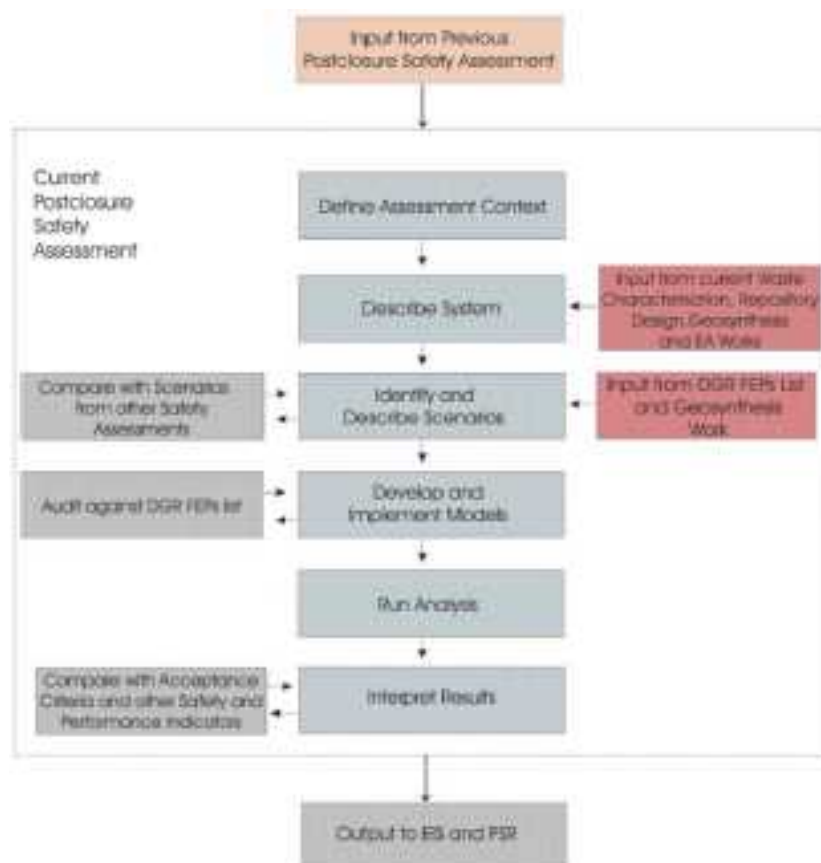 Input from Previous
Postclosure Safety Assessment
Current
Postclosure
Safety
Assessment
Define Assessment Context
Describe System
Input from current Waste
Characterisation, Repository
Design, Geosynthesis
and EA Works
Compare with Scenarios
from other Safety
Assessments
Identify and
Describe Scenarios
Input from DGR FEPs List
and Geosynthesis
Work
Audit against DGR FEPs list
Develop and
Implement Models
Run Analysis
Compare with Acceptance
Criteria and other Safety and
Performance Indicators
Interpret Results
Output to EIS and PSR